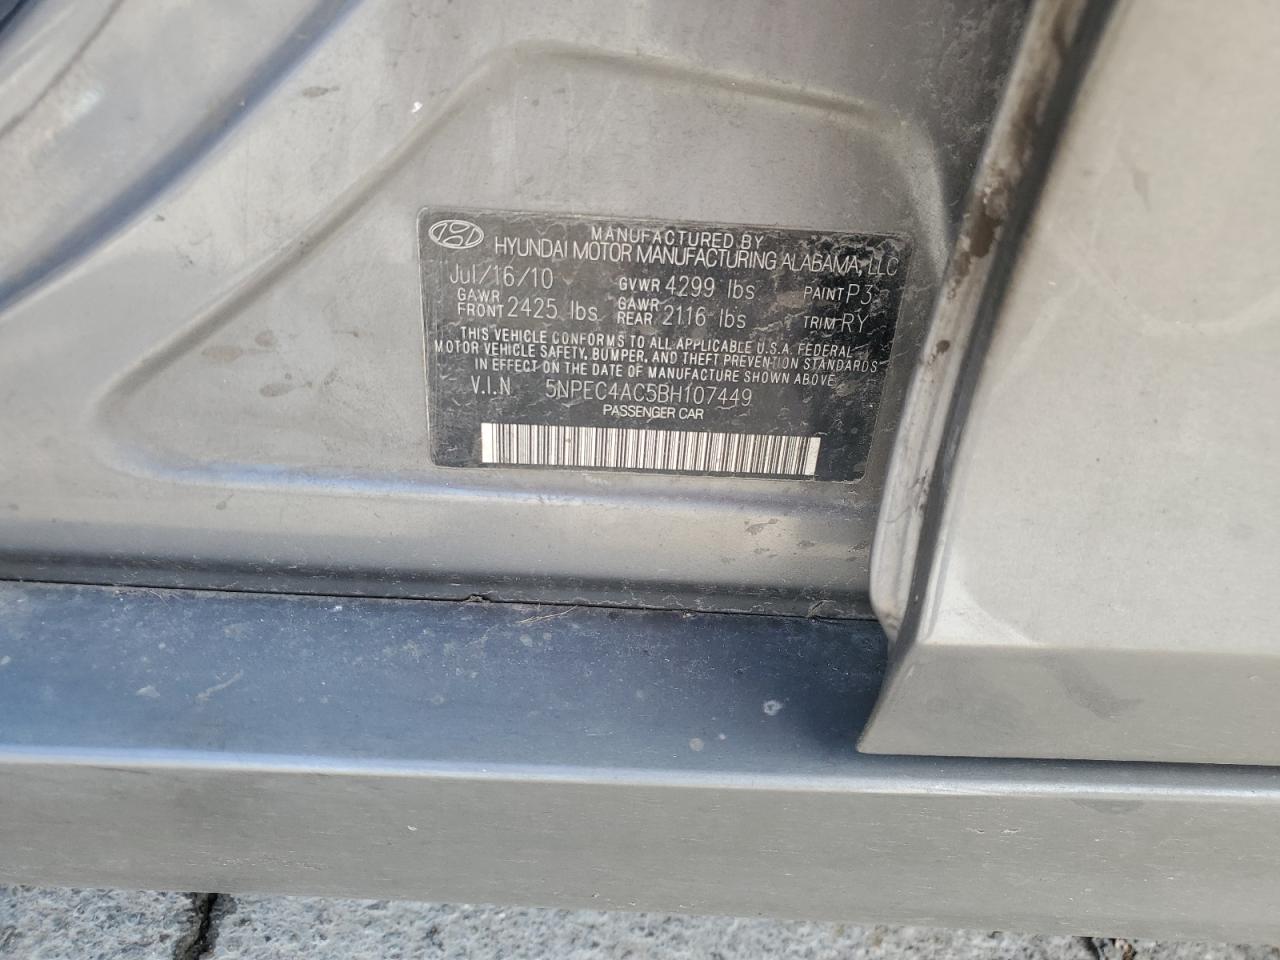 MANUFACTURED BY
HYUNDAI MOTOR MANUFACTURING ALABAMA, LLC
Jul/16/10 GVWR 4299 lbs PAINT P3
GAWR FRONT 2425 lbs GAWR REAR 2116 lbs TRIM RY
THIS VEHICLE CONFORMS TO ALL APPLICABLE U.S.A. FEDERAL
MOTOR VEHICLE SAFETY, BUMPER, AND THEFT PREVENTION STANDARDS
IN EFFECT ON THE DATE OF MANUFACTURE SHOWN ABOVE
V.I.N 5NPEC4AC5BH107449
PASSENGER CAR